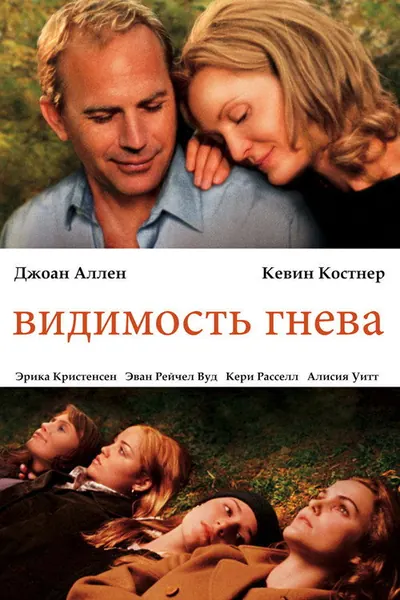 Джоан Аллен Кевин Костнер
видимость гнева
Эрика Кристенсен Эван Рейчел Вуд Кери Расселл Алисия Уитт